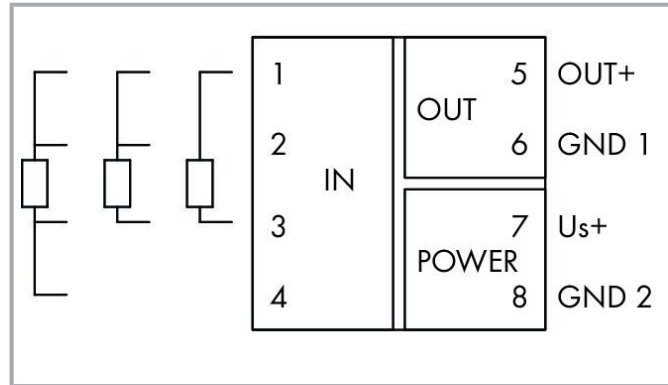 1 5 OUT+
OUT
2 6 GND 1
IN
3 7 Us+
POWER
4 8 GND 2